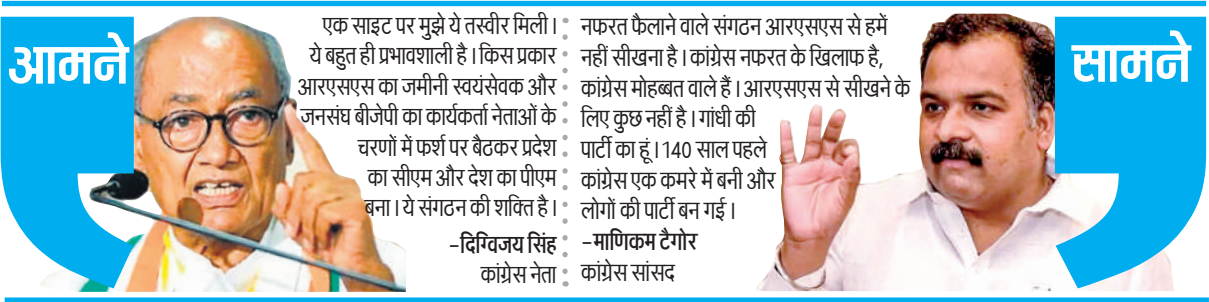 आमने
एक साइट पर मुझे ये तस्वीर मिली।
ये बहुत ही प्रभावशाली है। किस प्रकार
आरएसएस का जमीनी स्वयंसेवक और
जनसंघ बीजेपी का कार्यकर्ता नेताओं के
चरणों में फर्श पर बैठकर प्रदेश
का सीएम और देश का पीएम
बना। ये संगठन की शक्ति है।
-दिग्विजय सिंह
कांग्रेस नेता
नफरत फैलाने वाले संगठन आरएसएस से हमें
नहीं सीखना है। कांग्रेस नफरत के खिलाफ है,
कांग्रेस मोहब्बत वाले हैं। आरएसएस से सीखने के
लिए कुछ नहीं है। गांधी की
पार्टी का हूं। 140 साल पहले
कांग्रेस एक कमरे में बनी और
लोगों की पार्टी बन गई।
-माणिकम टैगोर
कांग्रेस सांसद
सामने